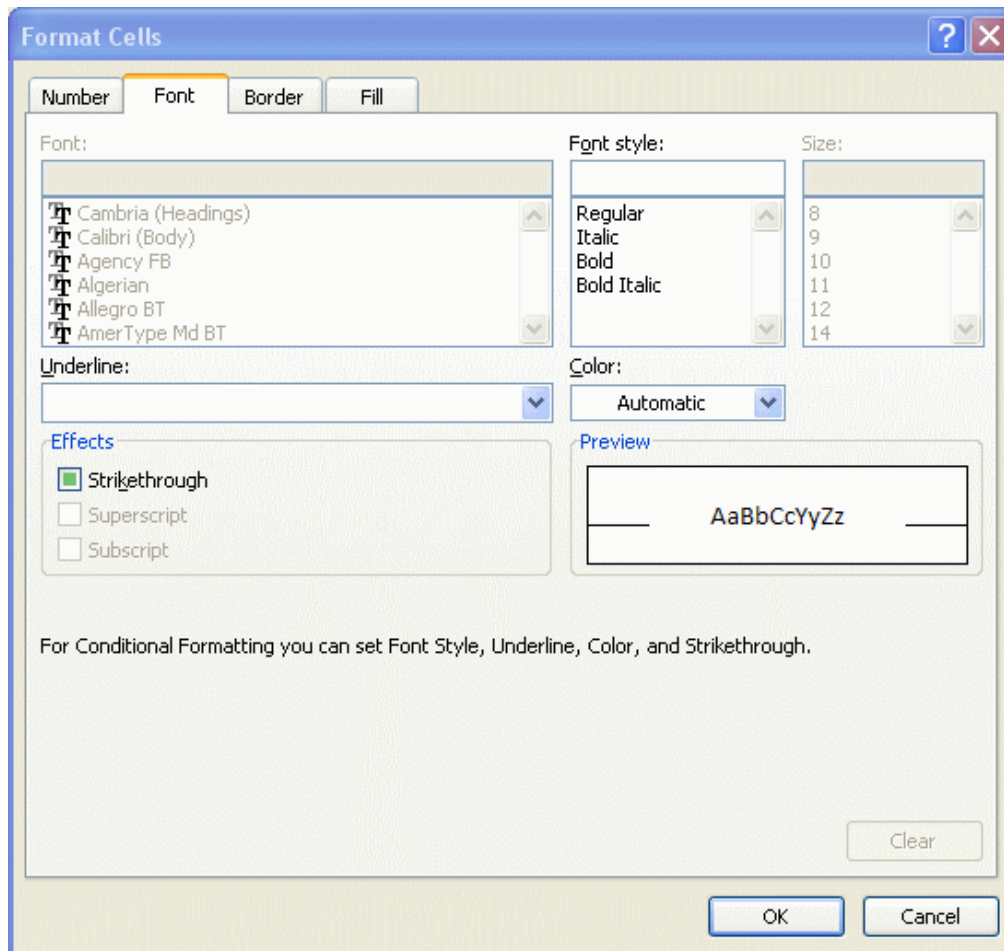 Format Cells
Number Font Border Fill
Font: Font style: Size:
Cambria (Headings) Regular 8
Calibri (Body) Italic 9
Agency FB Bold 10
Algerian Bold Italic 11
Allegro BT 12
AmerType Md BT 14
Underline: Color:
Automatic
Effects Preview
Strikethrough
AaBbCcYyZz
Superscript
Subscript
For Conditional Formatting you can set Font Style, Underline, Color, and Strikethrough.
Clear
OK Cancel